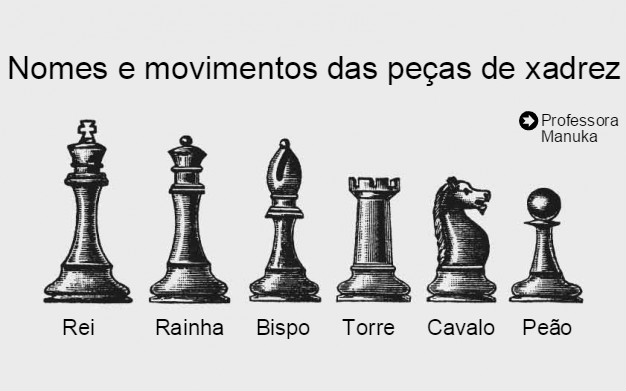 Nomes e movimentos das peças de xadrez
Professora
Manuka
Rei Rainha Bispo Torre Cavalo Peão